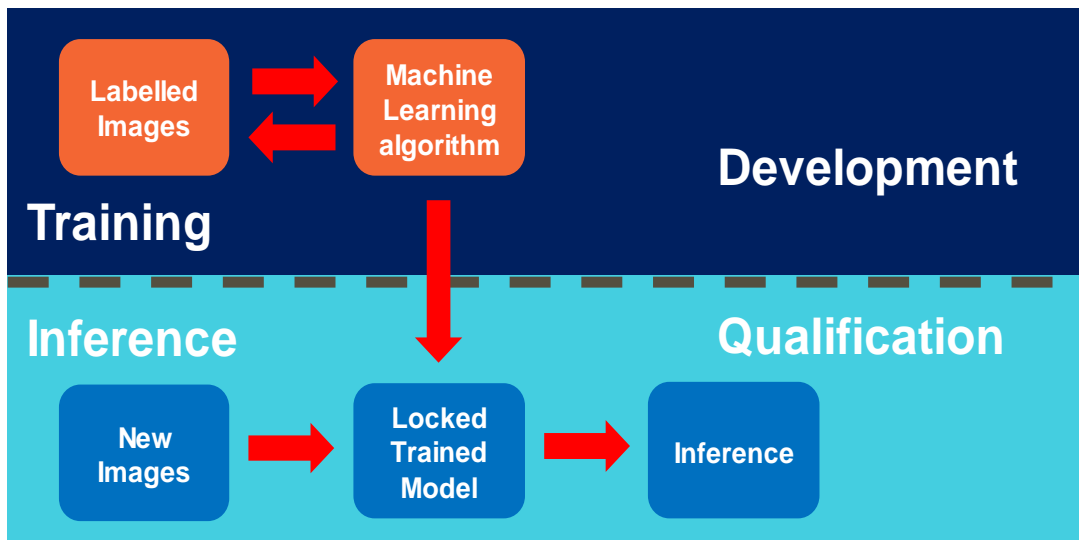 Labelled
Images
Machine
Learning
algorithm
Development
Training
Inference
Qualification
New
Images
Locked
Trained
Model
Inference